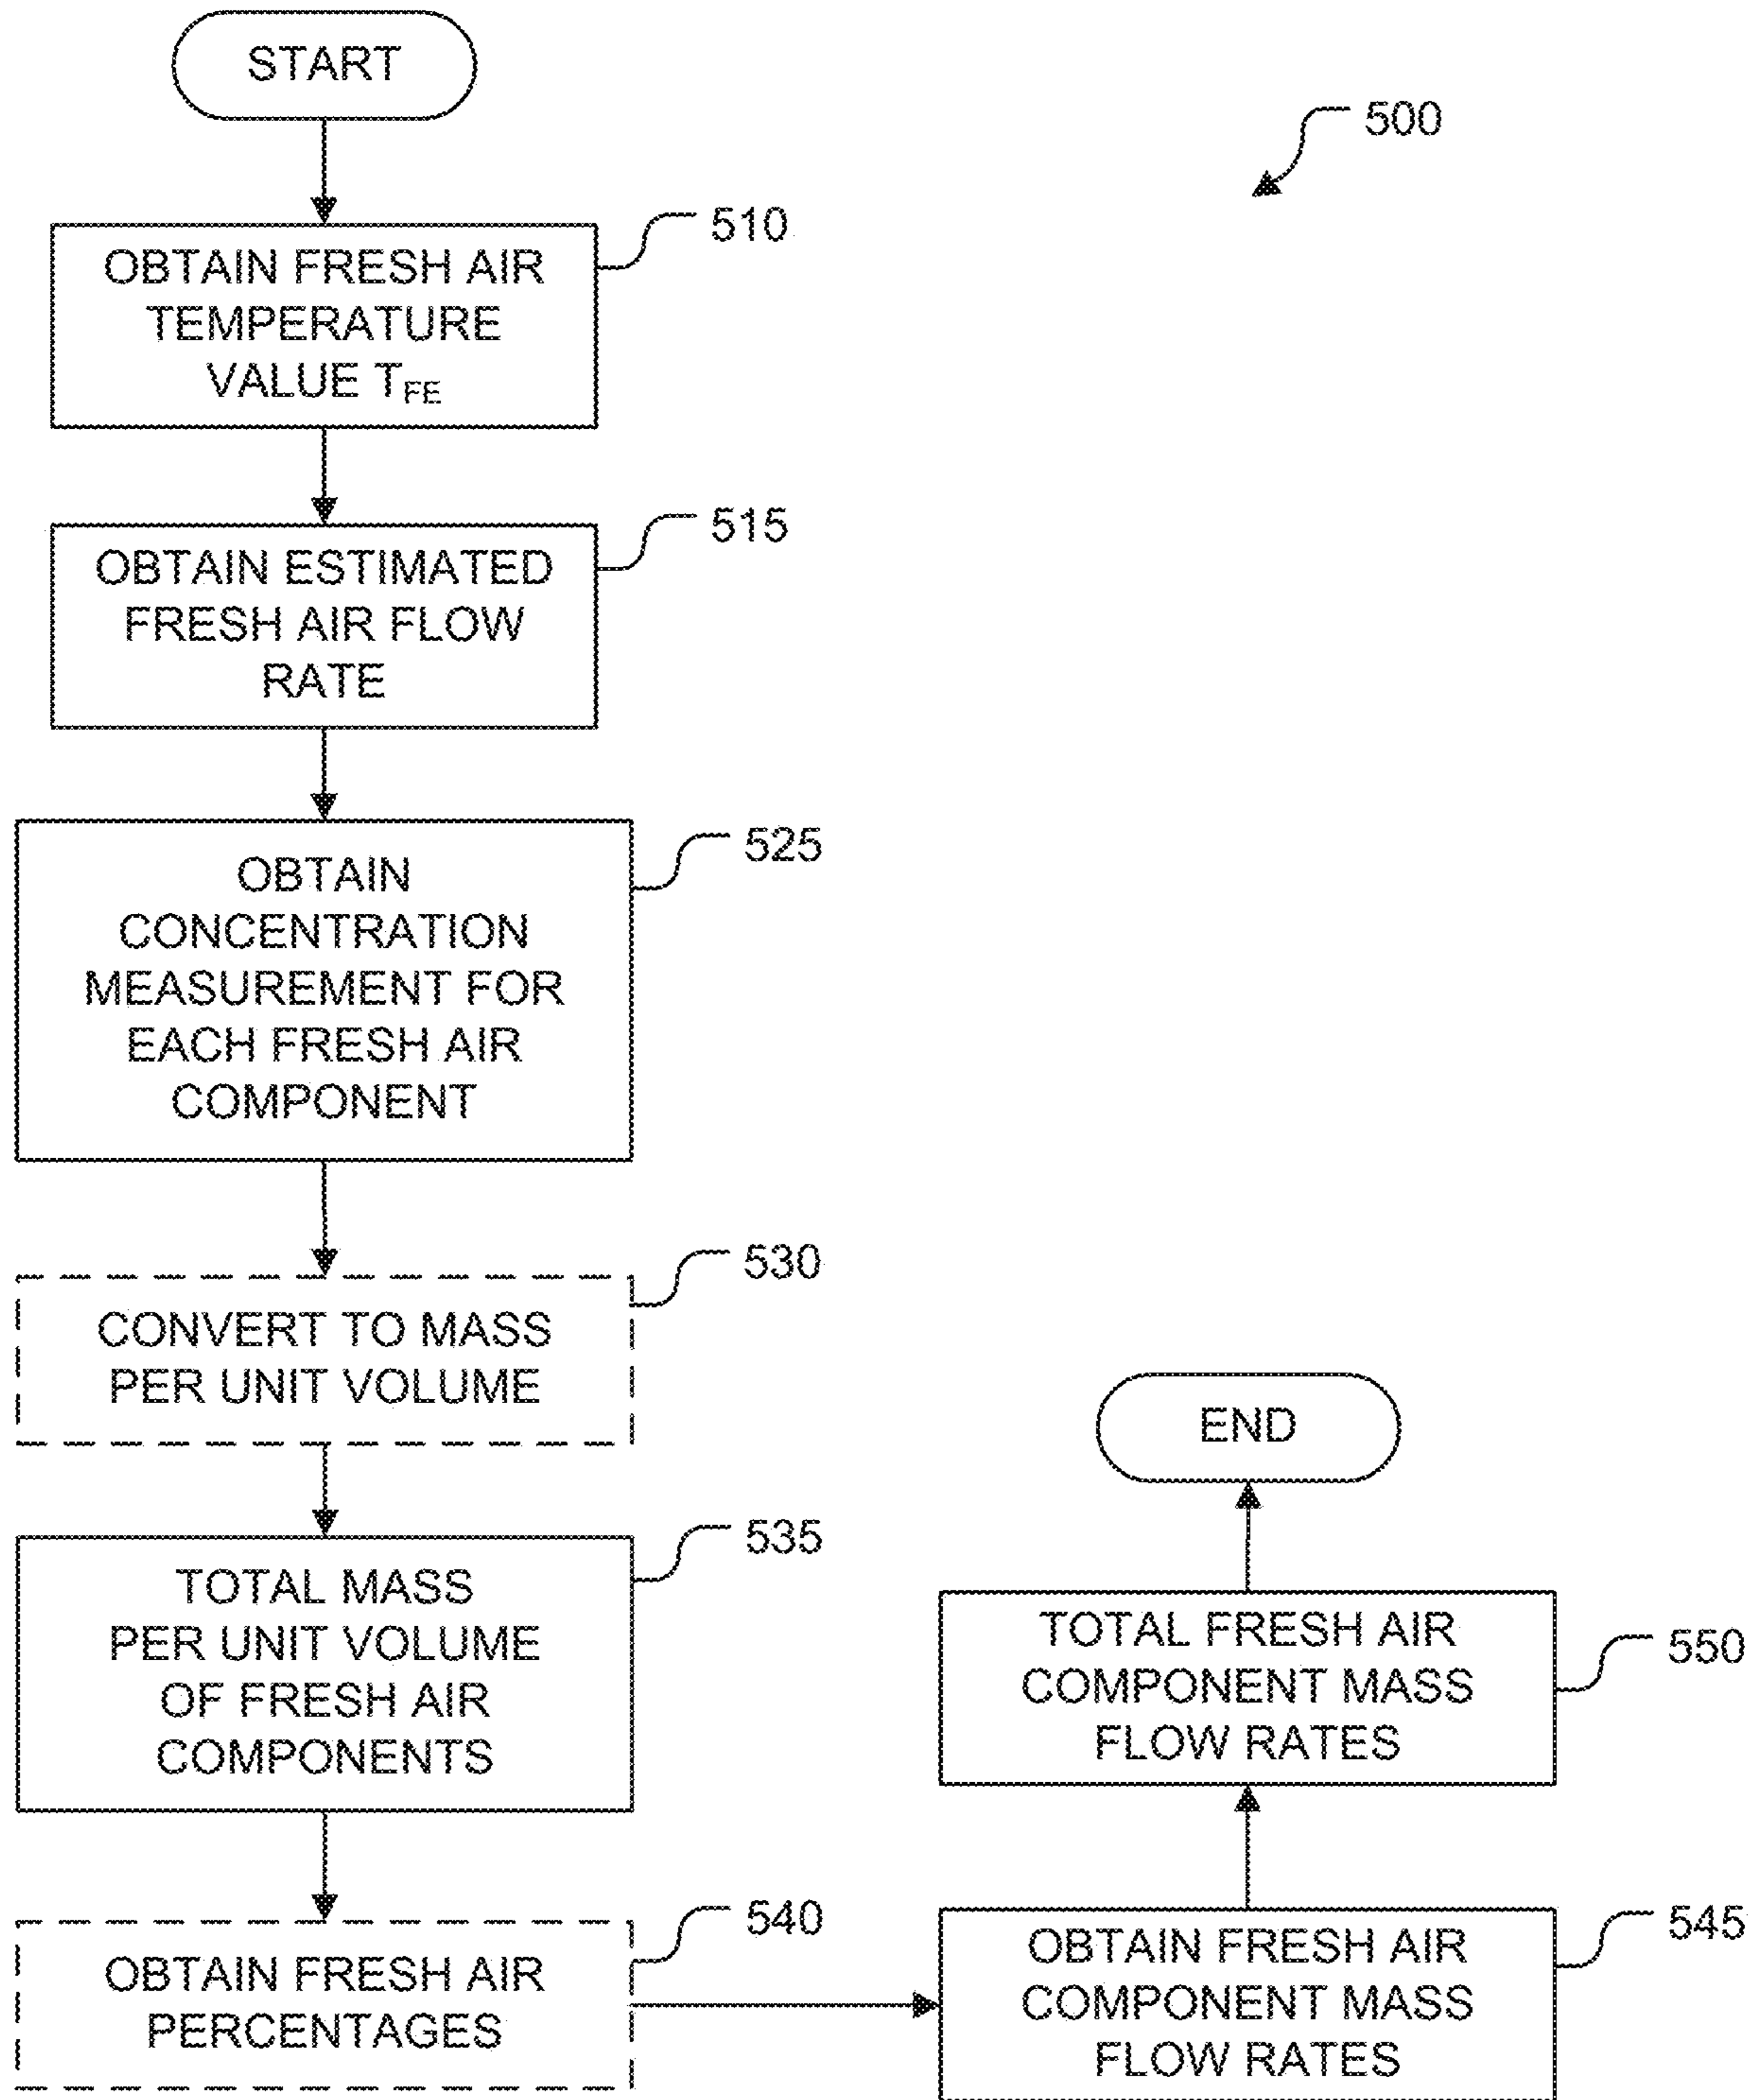 START
500
510
OBTAIN FRESH AIR
TEMPERATURE
VALUE TFE
515
OBTAIN ESTIMATED
FRESH AIR FLOW
RATE
525
OBTAIN
CONCENTRATION
MEASUREMENT FOR
EACH FRESH AIR
COMPONENT
530
CONVERT TO MASS
PER UNIT VOLUME
535
TOTAL MASS
PER UNIT VOLUME
OF FRESH AIR
COMPONENTS
540
OBTAIN FRESH AIR
PERCENTAGES
545
OBTAIN FRESH AIR
COMPONENT MASS
FLOW RATES
550
TOTAL FRESH AIR
COMPONENT MASS
FLOW RATES
END